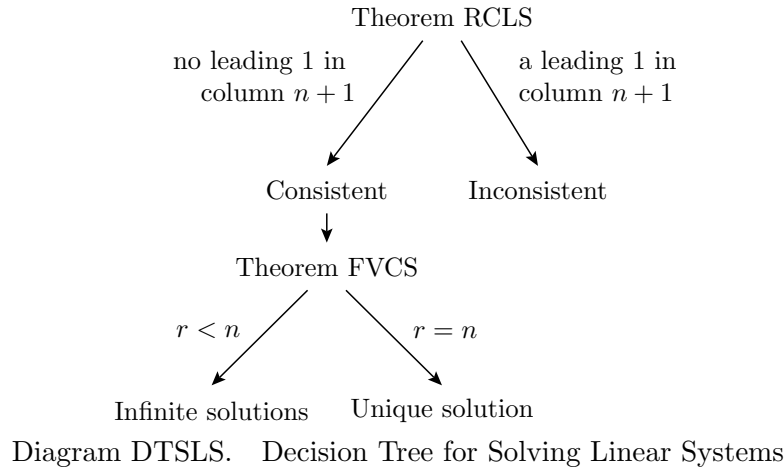 Theorem RCLS
no leading 1 in
column n + 1
a leading 1 in
column n + 1
Consistent
Inconsistent
Theorem FVCS
r < n
r = n
Infinite solutions
Unique solution
Diagram DTSLS. Decision Tree for Solving Linear Systems